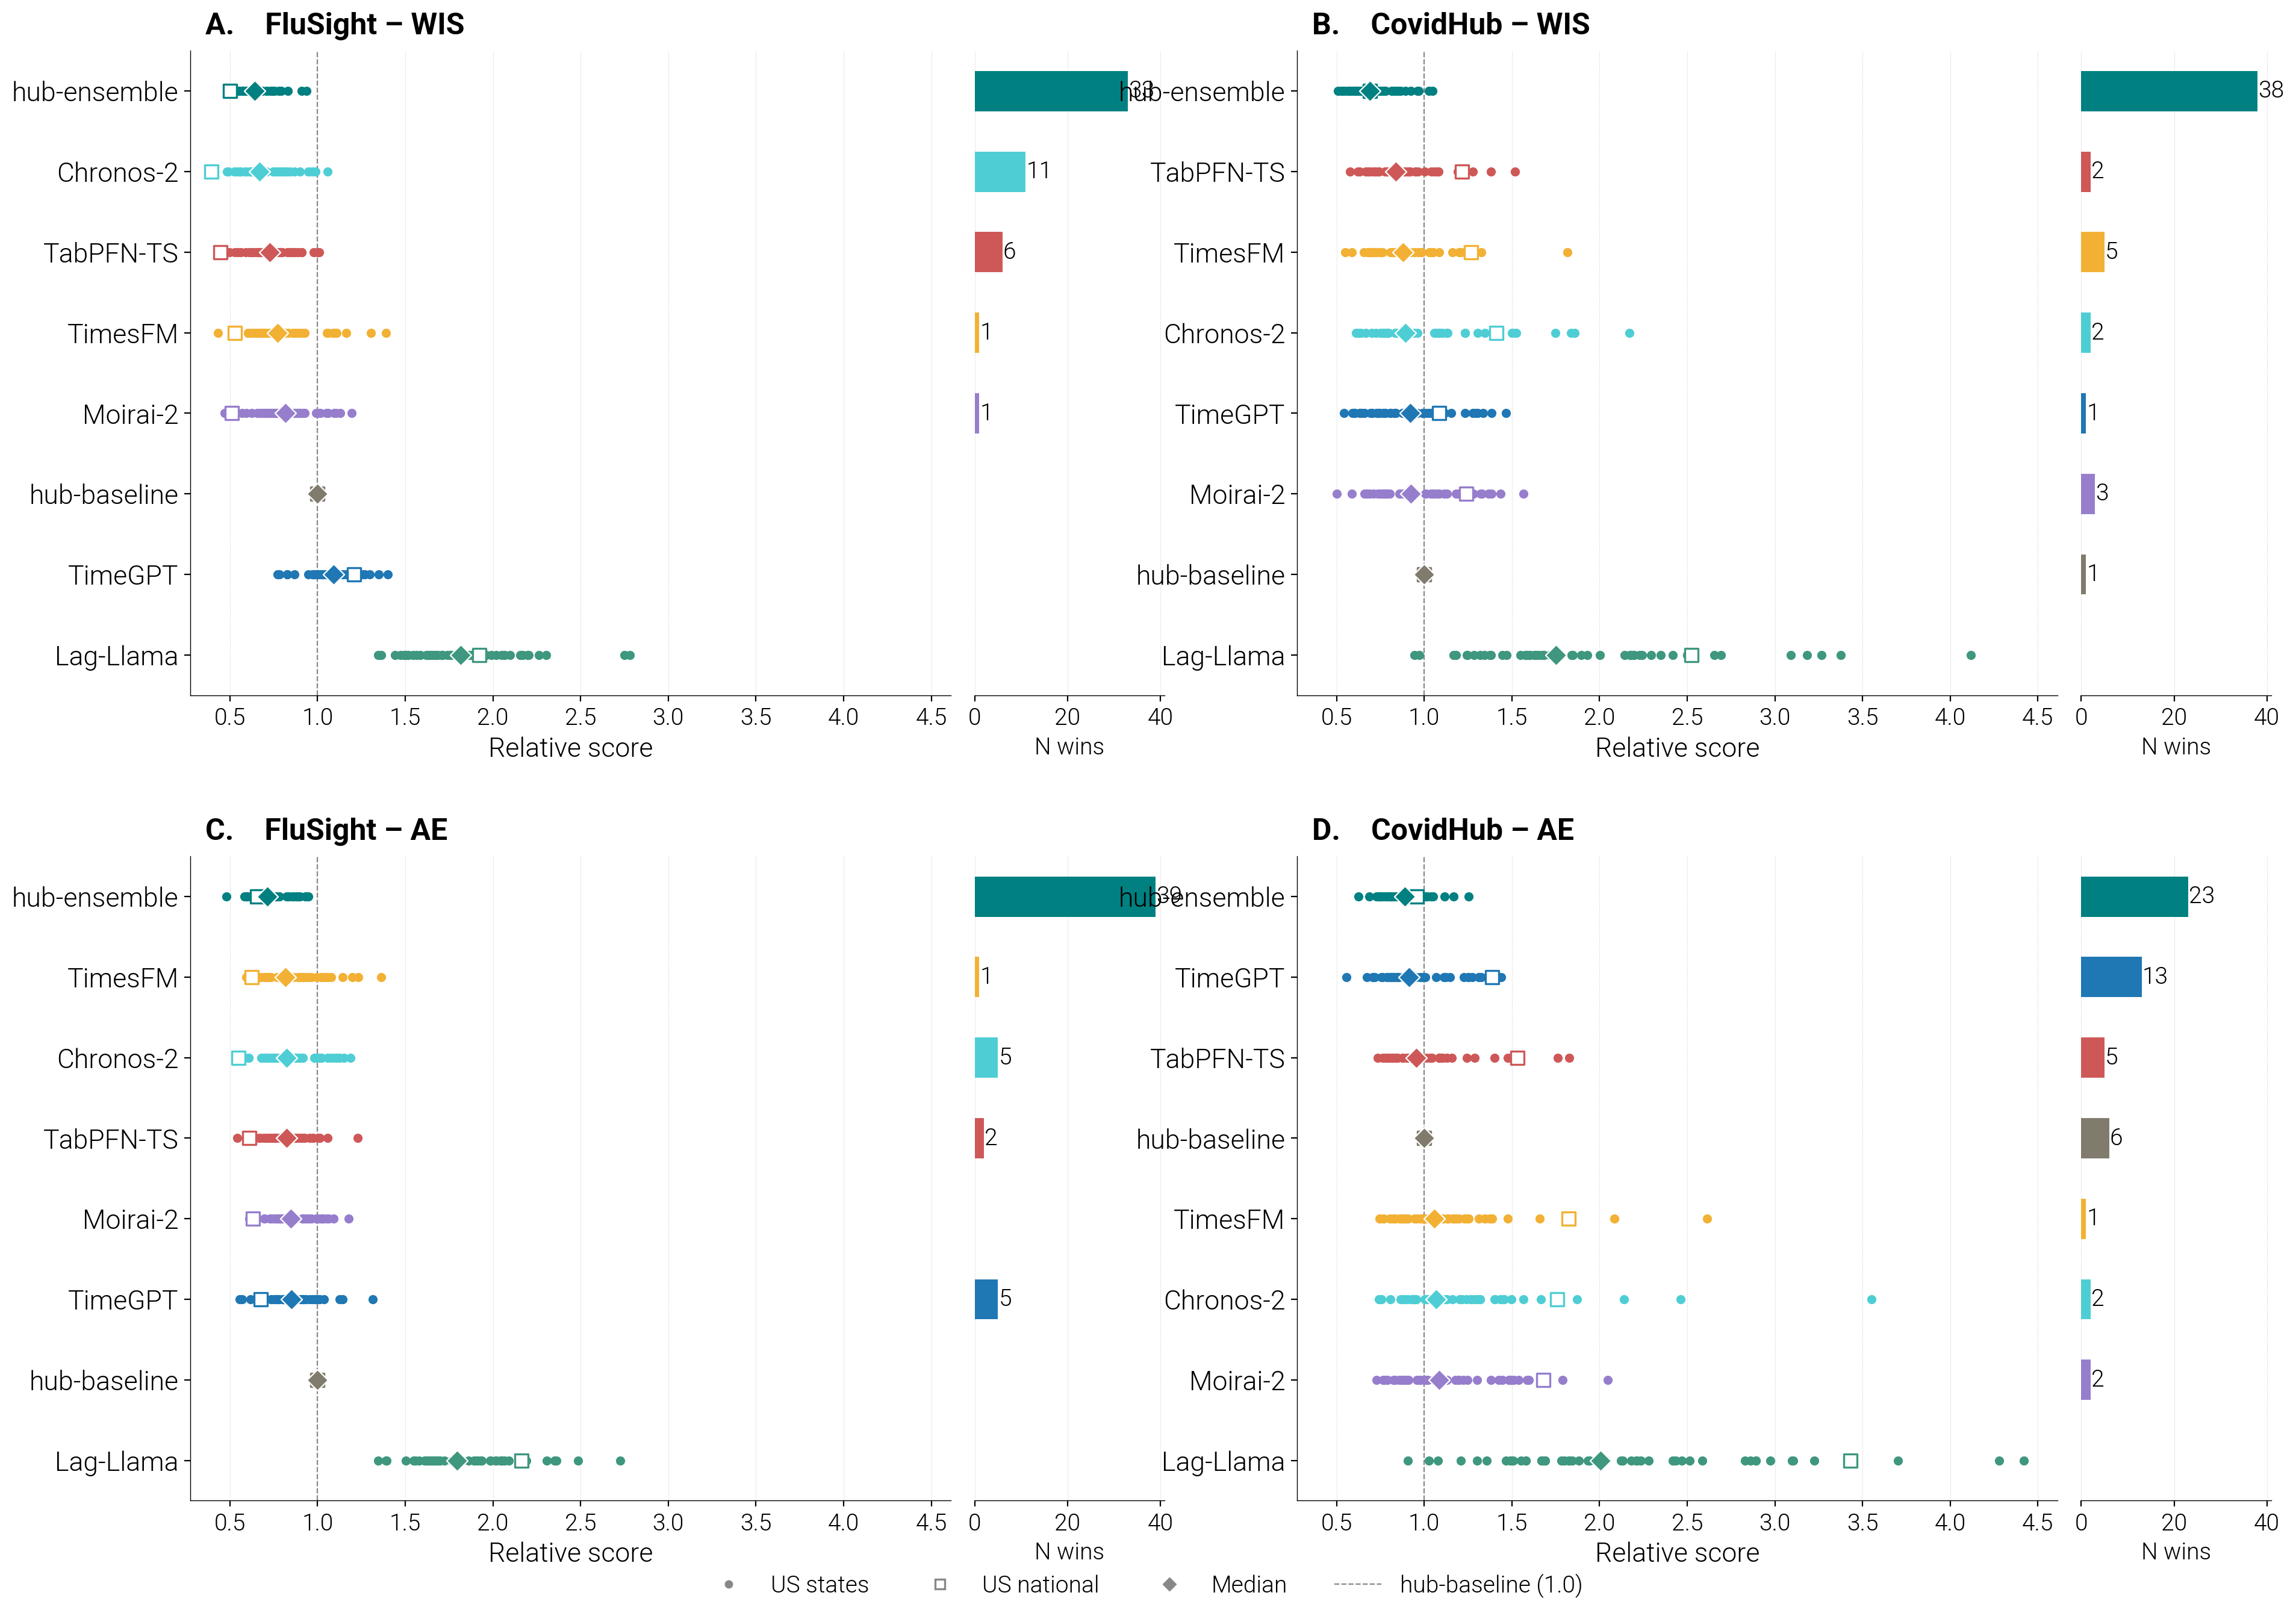 A. FluSight – WIS
hub-ensemble
33
Chronos-2
11
TabPFN-TS
6
TimesFM
1
Moirai-2
1
hub-baseline
TimeGPT
Lag-Llama
0.5 1.0 1.5 2.0 2.5 3.0 3.5 4.0 4.5
Relative score
0 20 40
N wins
B. CovidHub – WIS
hub-ensemble
38
TabPFN-TS
2
TimesFM
5
Chronos-2
2
TimeGPT
1
Moirai-2
3
hub-baseline
1
Lag-Llama
0.5 1.0 1.5 2.0 2.5 3.0 3.5 4.0 4.5
Relative score
0 20 40
N wins
C. FluSight – AE
hub-ensemble
39
TimesFM
1
Chronos-2
5
TabPFN-TS
2
Moirai-2
TimeGPT
5
hub-baseline
Lag-Llama
0.5 1.0 1.5 2.0 2.5 3.0 3.5 4.0 4.5
Relative score
0 20 40
N wins
D. CovidHub – AE
hub-ensemble
23
TimeGPT
13
TabPFN-TS
5
hub-baseline
6
TimesFM
1
Chronos-2
2
Moirai-2
2
Lag-Llama
0.5 1.0 1.5 2.0 2.5 3.0 3.5 4.0 4.5
Relative score
0 20 40
N wins
US states US national Median hub-baseline (1.0)